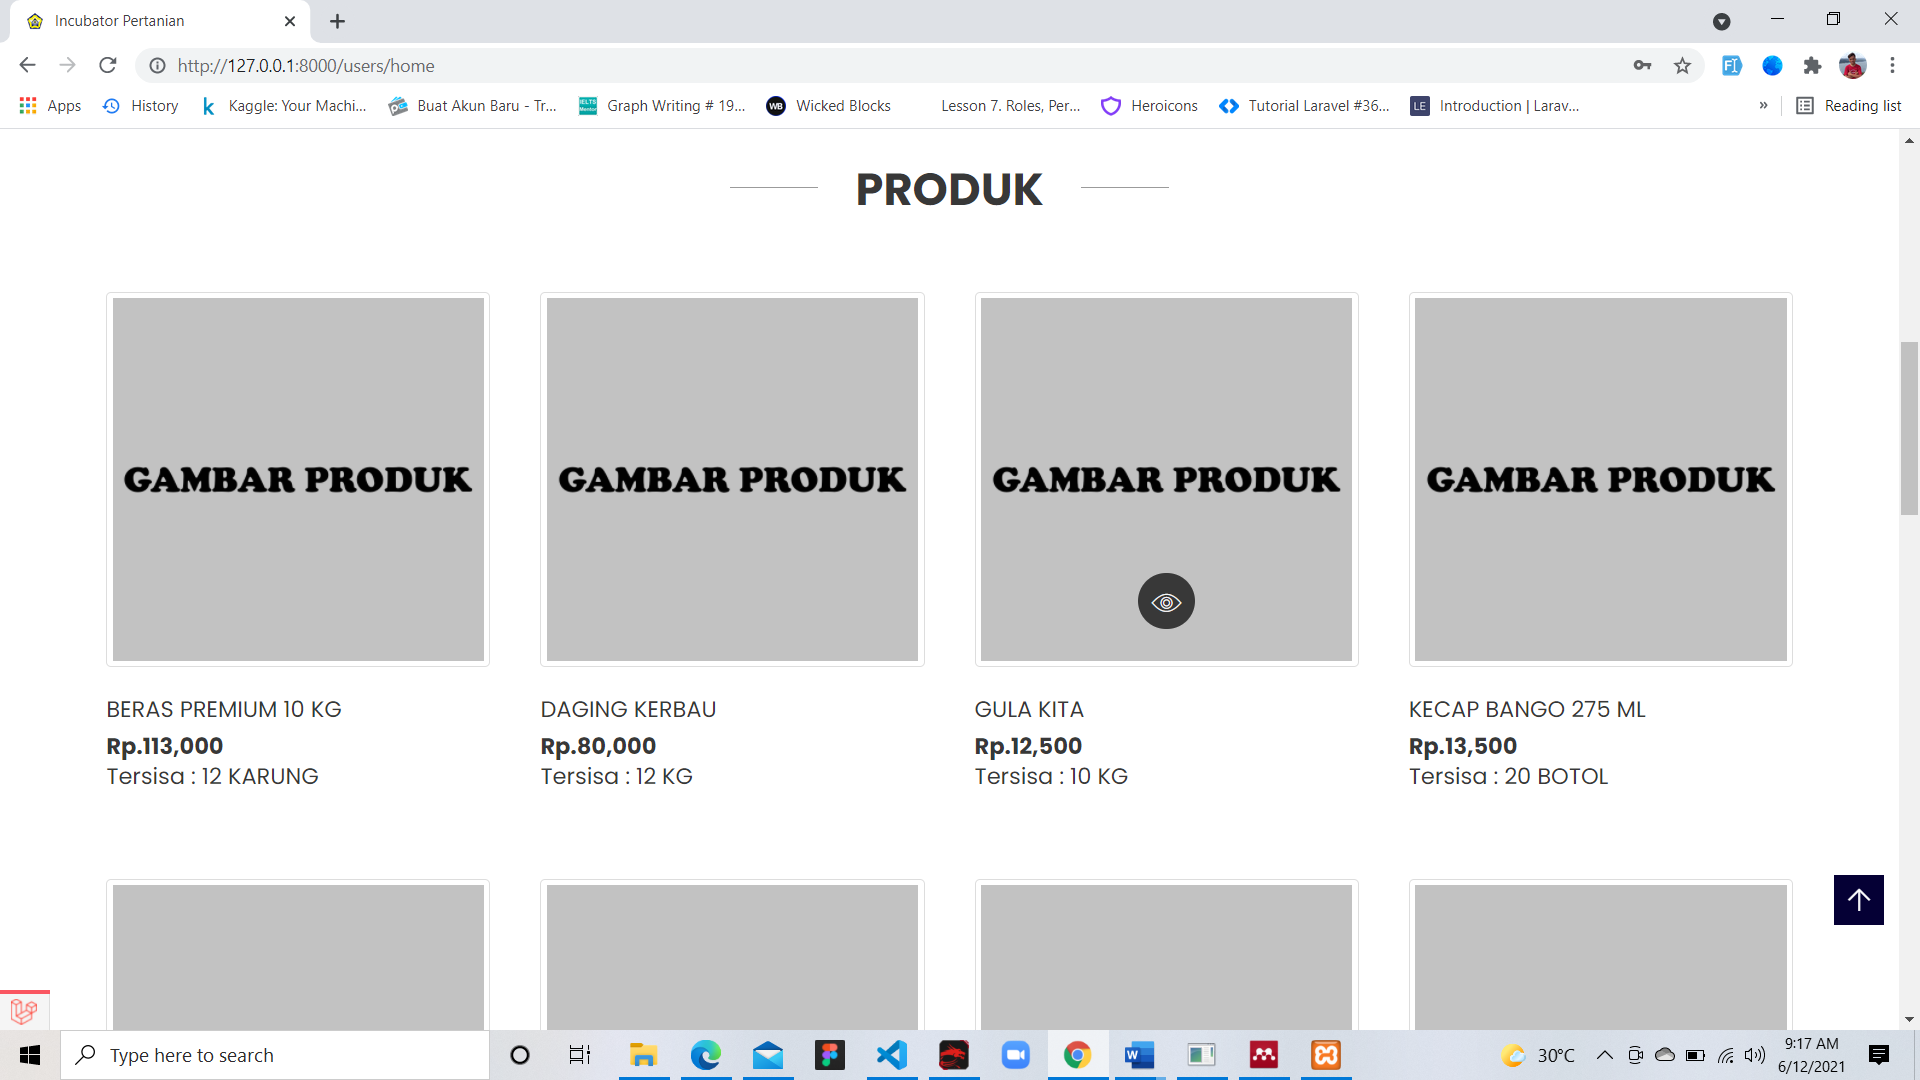 Incubator Pertanian
http://127.0.0.1:8000/users/home
Apps
History
Kaggle: Your Machi...
Buat Akun Baru - Tr...
IELTS Mentor
Graph Writing # 19...
WB
Wicked Blocks
Lesson 7. Roles, Per...
Heroicons
Tutorial Laravel #36...
LE
Introduction | Larav...
»
Reading list
PRODUK
GAMBAR PRODUK
GAMBAR PRODUK
GAMBAR PRODUK
GAMBAR PRODUK
BERAS PREMIUM 10 KG
Rp.113,000
Tersisa : 12 KARUNG
DAGING KERBAU
Rp.80,000
Tersisa : 12 KG
GULA KITA
Rp.12,500
Tersisa : 10 KG
KECAP BANGO 275 ML
Rp.13,500
Tersisa : 20 BOTOL
Type here to search
30°C
9:17 AM
6/12/2021